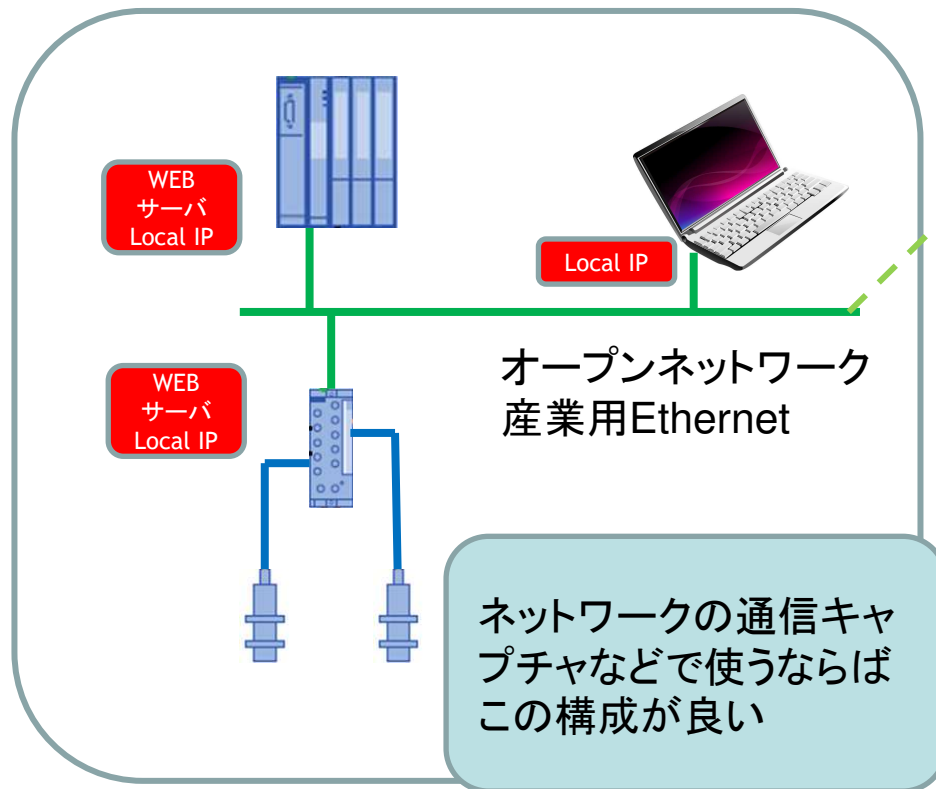 WEB
サーバ
Local IP
Local IP
WEB
サーバ
Local IP
オープンネットワーク
産業用Ethernet
ネットワークの通信キャ
プチャなどで使うならば
この構成が良い